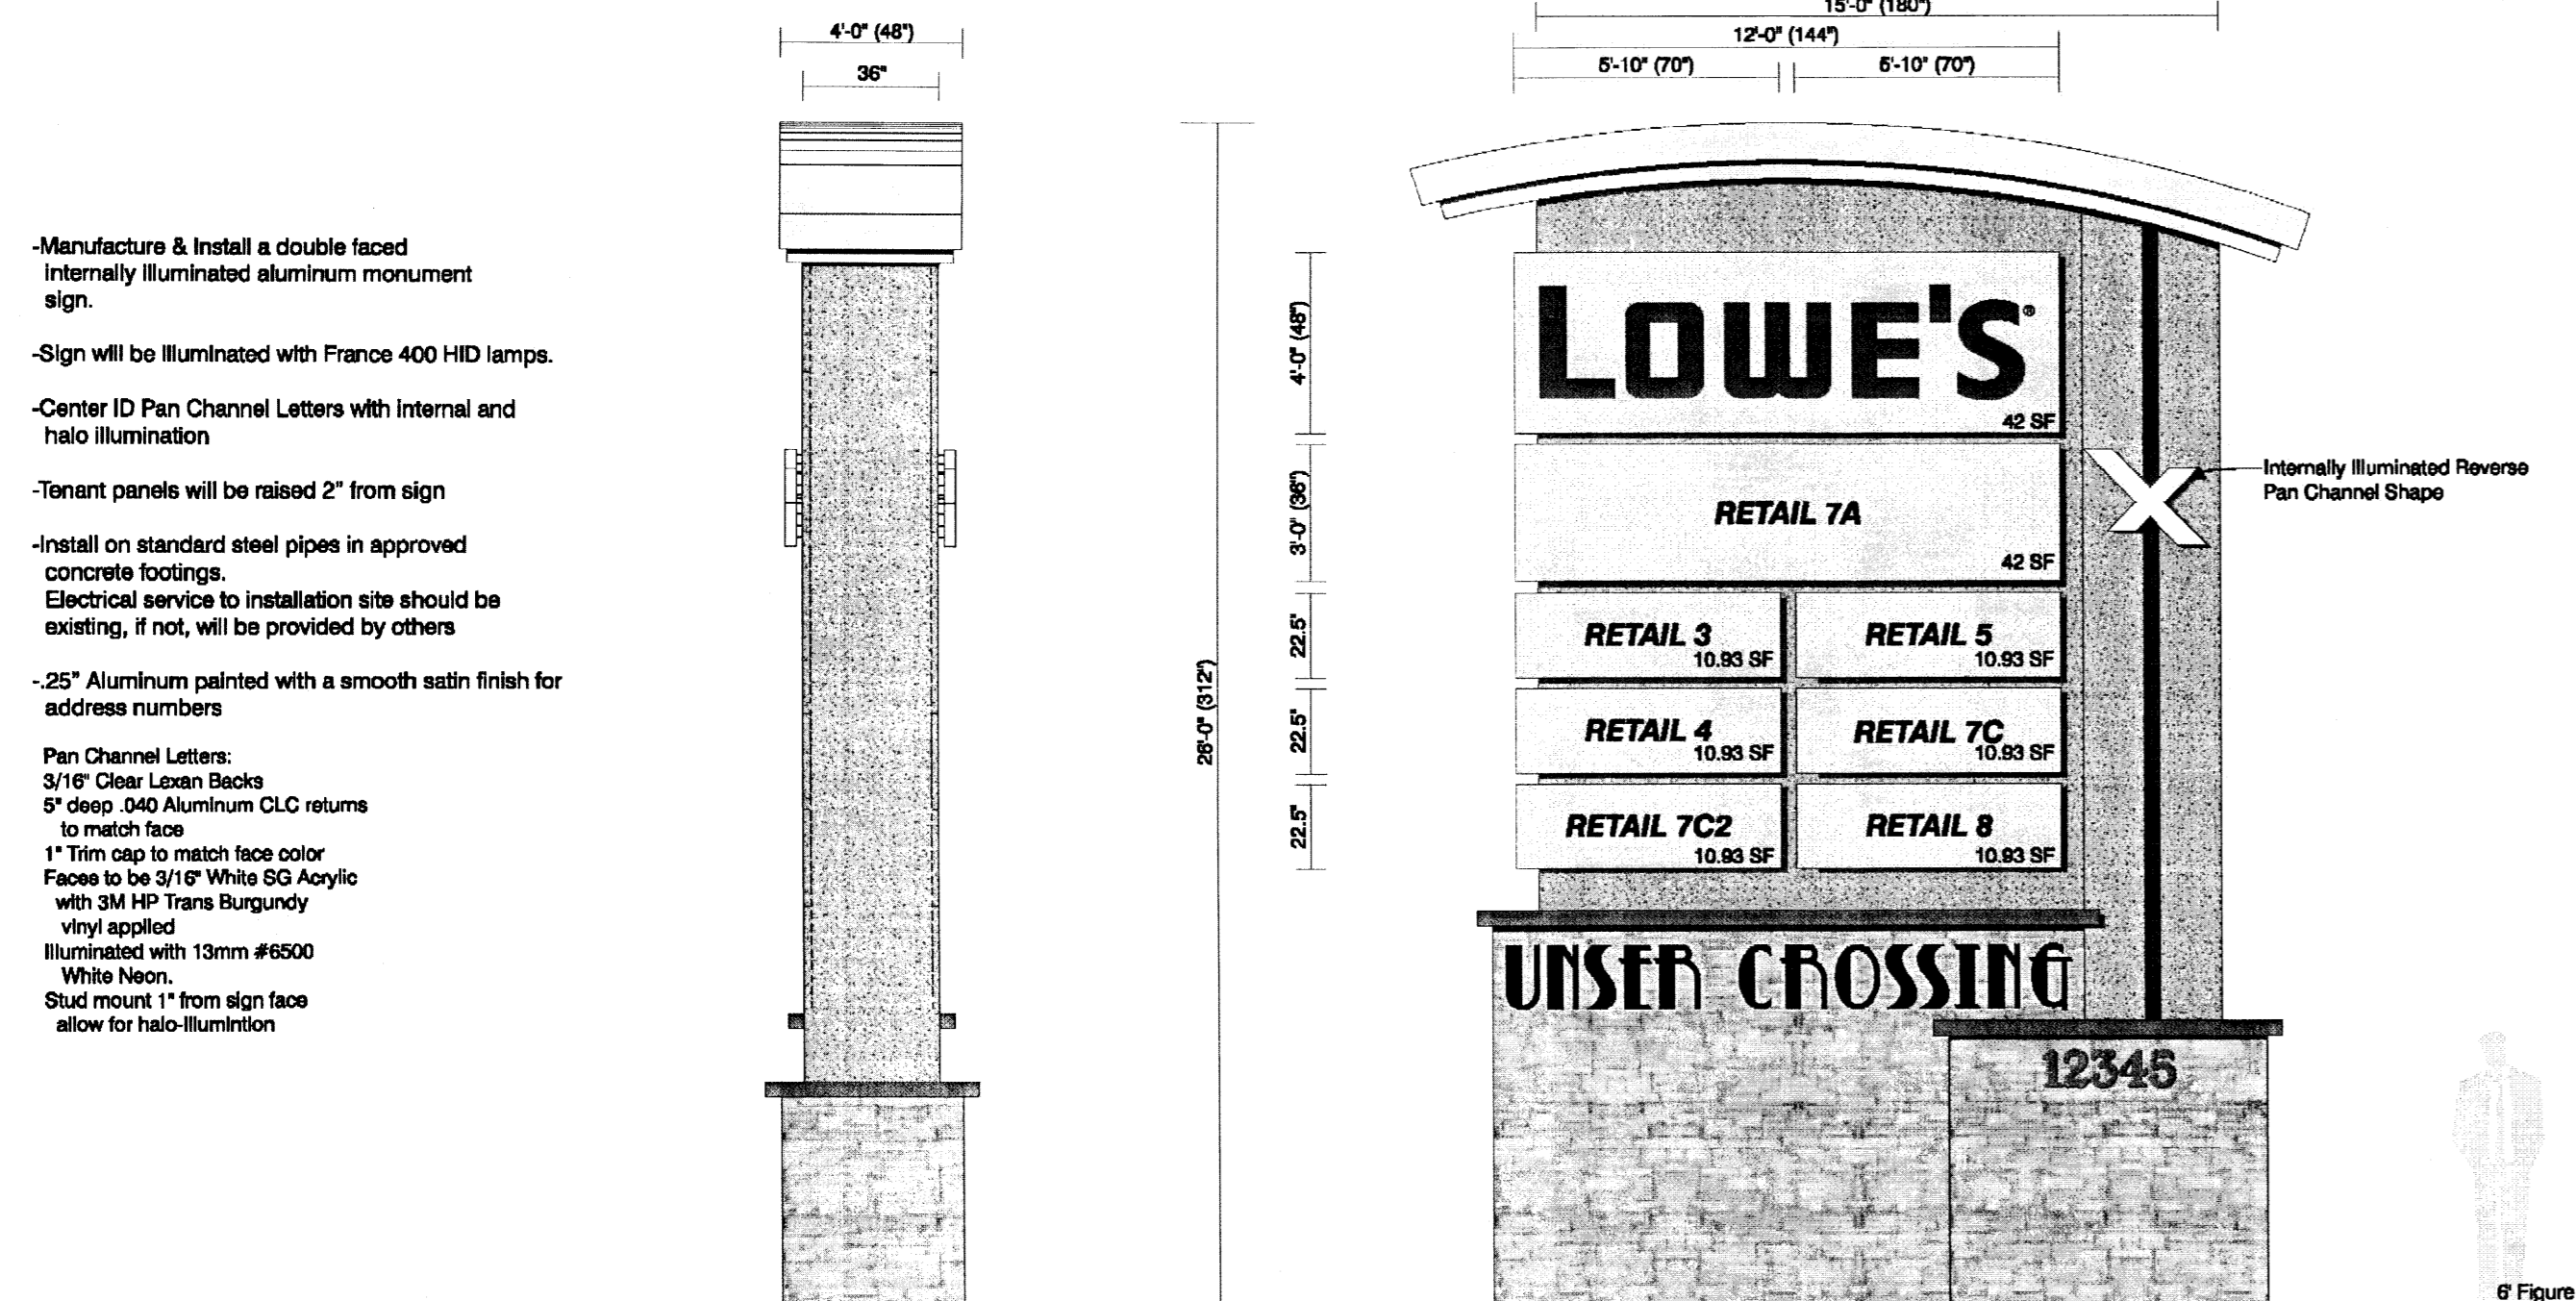 -Manufacture & Install a double faced
internally illuminated aluminum monument
sign.
-Sign will be illuminated with France 400 HID lamps.
-Center ID Pan Channel Letters with internal and
halo illumination
-Tenant panels will be raised 2" from sign
-Install on standard steel pipes in approved
concrete footings.
Electrical service to installation site should be
existing, if not, will be provided by others
-.25" Aluminum painted with a smooth satin finish for
address numbers
Pan Channel Letters:
3/16" Clear Lexan Backs
5" deep .040 Aluminum CLC returns
to match face
1" Trim cap to match face color
Faces to be 3/16" White SG Acrylic
with 3M HP Trans Burgundy
vinyl applied
Illuminated with 13mm #6500
White Neon.
Stud mount 1" from sign face
allow for halo-illumintion
4'-0" (48")
36"
26'-0" (312")
15'-0" (180")
12'-0" (144")
5'-10" (70") 5'-10" (70")
4'-0" (48")
3'-0" (36")
22.5"
22.5"
22.5"
LOWE'S®
42 SF
RETAIL 7A
42 SF
RETAIL 3
10.93 SF
RETAIL 5
10.93 SF
RETAIL 4
10.93 SF
RETAIL 7C
10.93 SF
RETAIL 7C2
10.93 SF
RETAIL 8
10.93 SF
X
Internally Illuminated Reverse
Pan Channel Shape
UNSER CROSSING
12345
6' Figure